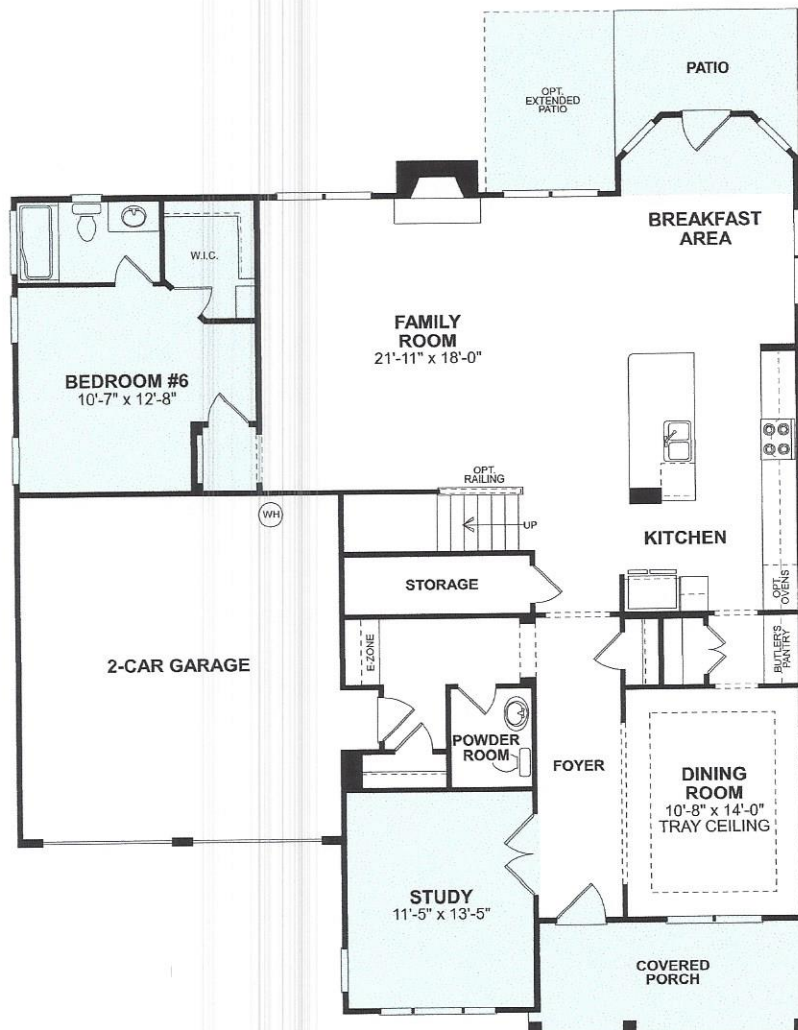 PATIO
OPT.
EXTENDED
PATIO
BREAKFAST
AREA
W.I.C.
FAMILY
ROOM
21'-11" x 18'-0"
BEDROOM #6
10'-7" x 12'-8"
OPT.
RAILING
WH
UP
KITCHEN
STORAGE
OPT.
OVENS
E-ZONE
BUTLER'S
PANTRY
2-CAR GARAGE
POWDER
ROOM
FOYER
DINING
ROOM
10'-8" x 14'-0"
TRAY CEILING
STUDY
11'-5" x 13'-5"
COVERED
PORCH